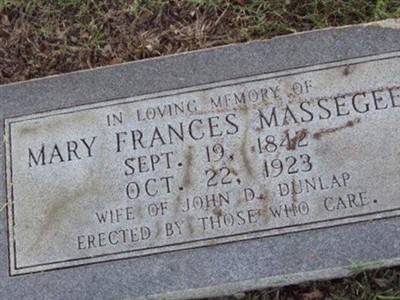 IN LOVING MEMORY OF
MARY FRANCES MASSEGEE
SEPT. 19, 1842
OCT. 22, 1923
WIFE OF JOHN D. DUNLAP
ERECTED BY THOSE WHO CARE.